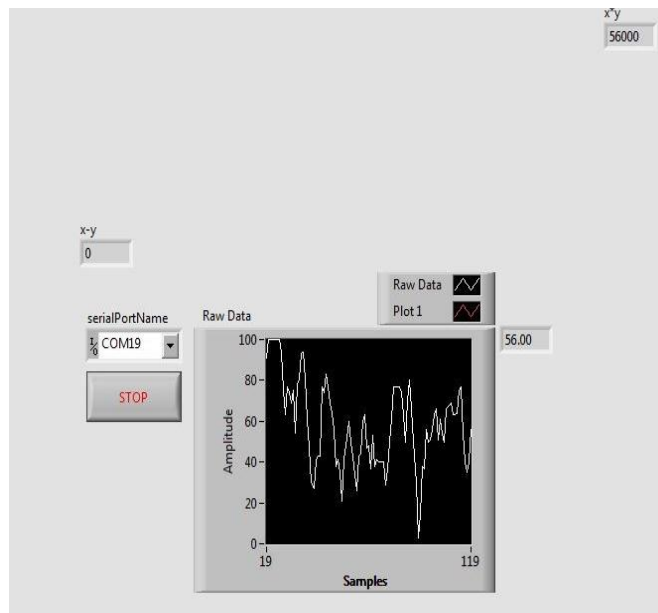 x*y
56000
x-y
0
Raw Data
Plot 1
serialPortName
Raw Data
I/O COM19
56.00
STOP
100
80
60
40
20
0
Amplitude
19
119
Samples